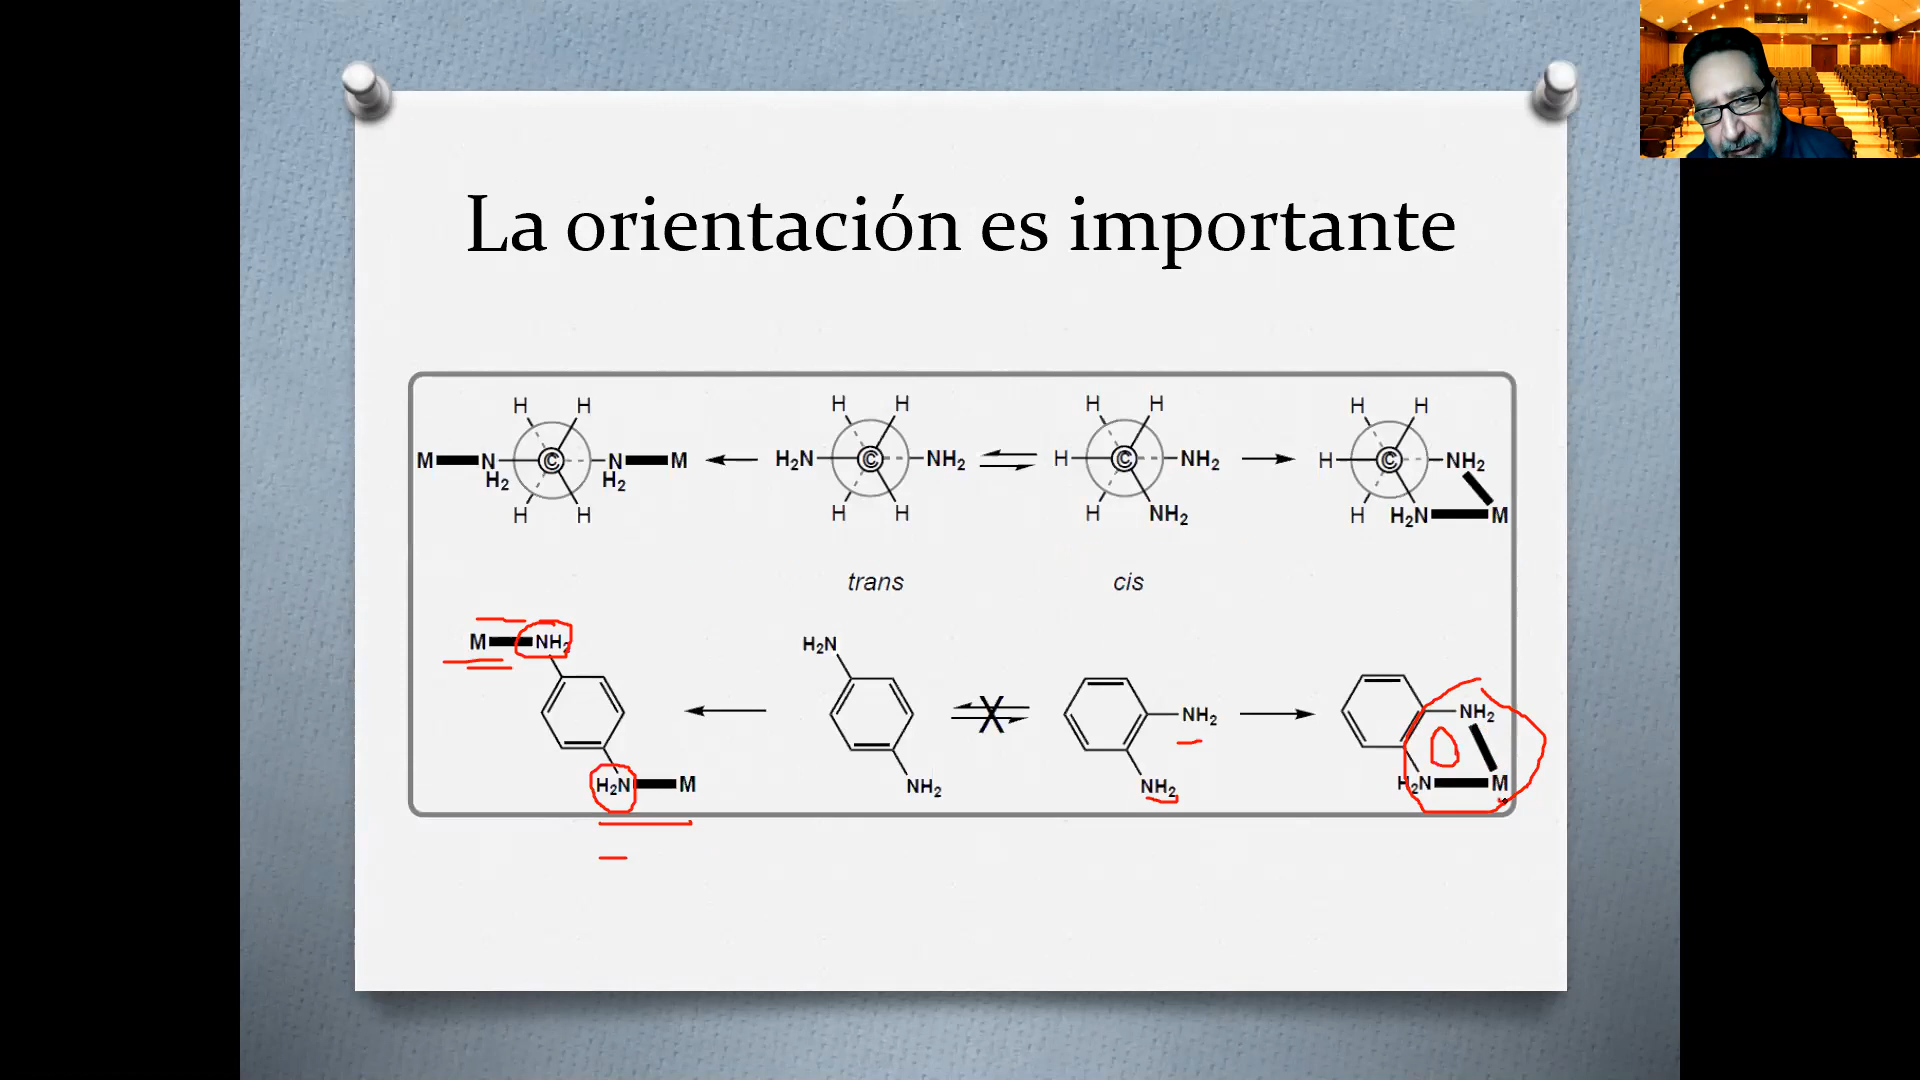 La orientación es importante
H H H H H H H H
M N C N M H₂N C NH₂ H C NH₂ H C NH₂
H₂ H₂
H H H H H NH₂ H H₂N M
trans cis
M NH₂ H₂N
NH₂ NH₂
X
H₂N M NH₂ NH₂ H₂N M